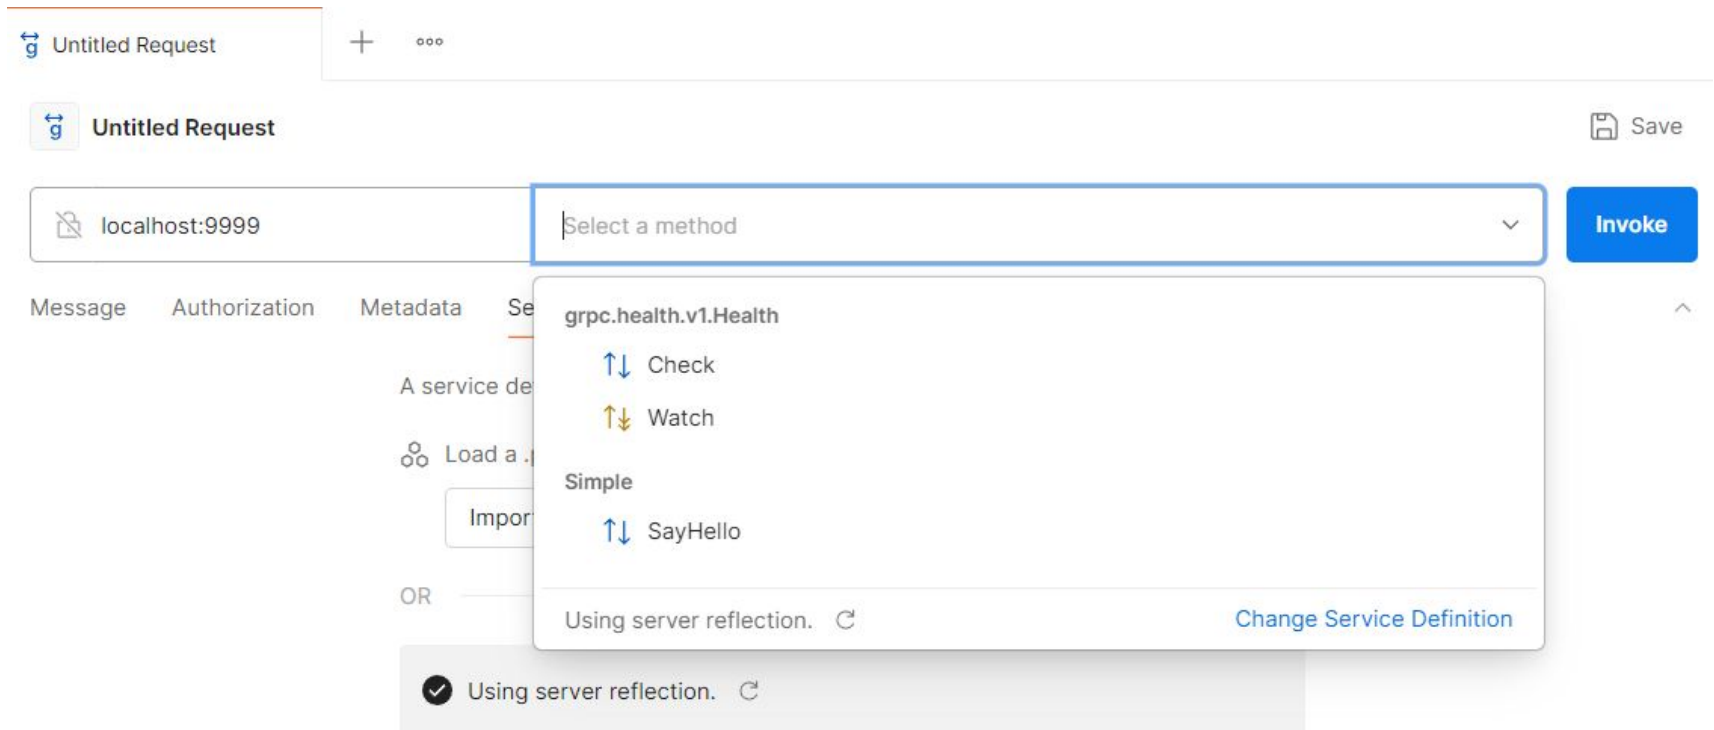 Untitled Request
Untitled Request
Save
localhost:9999
Select a method
Invoke
Message Authorization Metadata Se
grpc.health.v1.Health
Check
A service de
Watch
Load a .p
Simple
Impor
SayHello
OR
Using server reflection.
Change Service Definition
Using server reflection.